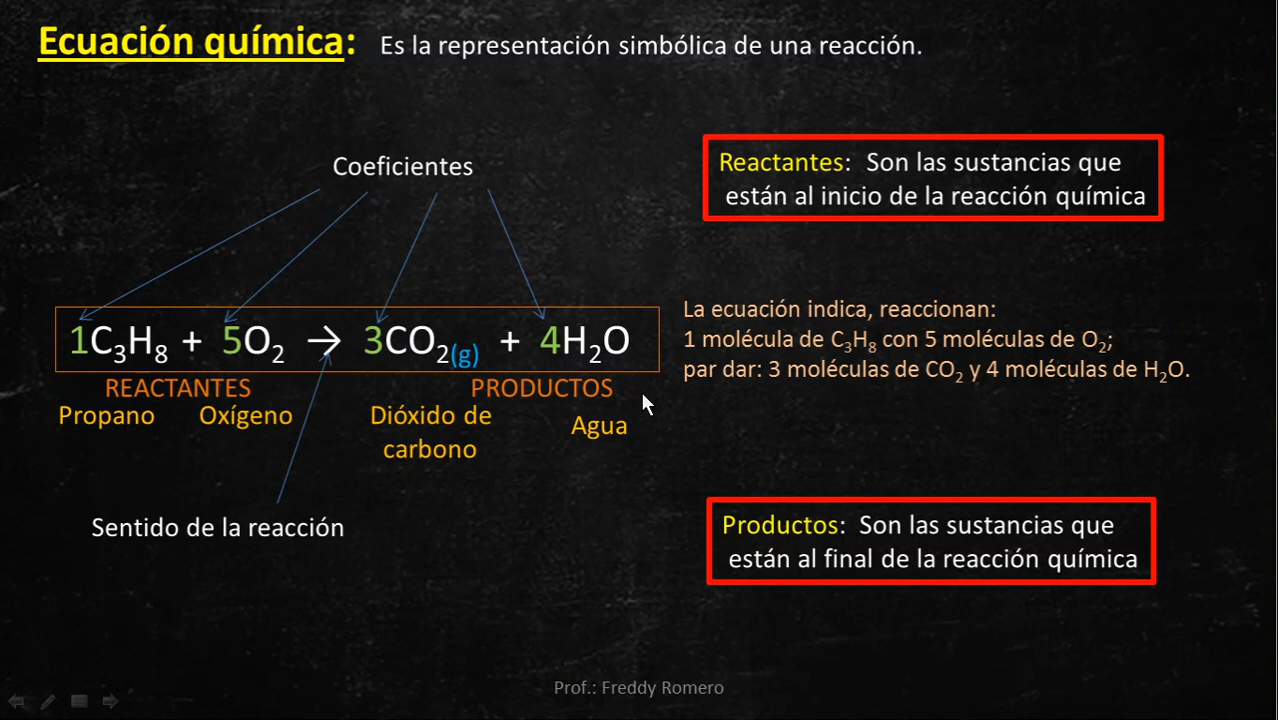 Ecuación química: Es la representación simbólica de una reacción.
Coeficientes
Reactantes: Son las sustancias que
están al inicio de la reacción química
1C₃H₈ + 5O₂ → 3CO₂(g) + 4H₂O
REACTANTES PRODUCTOS
Propano Oxígeno Dióxido de
carbono
Agua
La ecuación indica, reaccionan:
1 molécula de C₃H₈ con 5 moléculas de O₂;
par dar: 3 moléculas de CO₂ y 4 moléculas de H₂O.
Sentido de la reacción
Productos: Son las sustancias que
están al final de la reacción química
Prof.: Freddy Romero